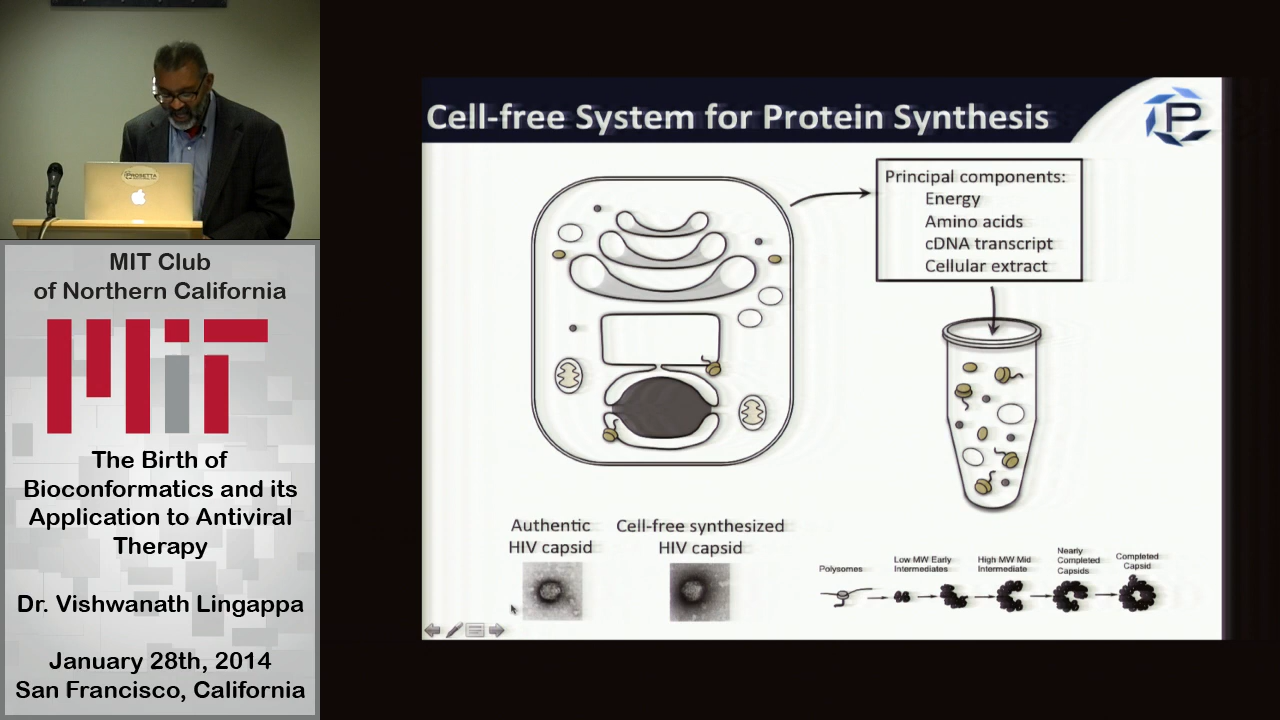 PROSETTA
MIT Club
of Northern California
MIT
The Birth of
Bioconformatics and its
Application to Antiviral
Therapy
Dr. Vishwanath Lingappa
January 28th, 2014
San Francisco, California
Cell-free System for Protein Synthesis
P
Principal components:
Energy
Amino acids
cDNA transcript
Cellular extract
Authentic
HIV capsid
Cell-free synthesized
HIV capsid
Polysomes
Low MW Early
Intermediates
High MW Mid
Intermediate
Nearly
Completed
Capsids
Completed
Capsid